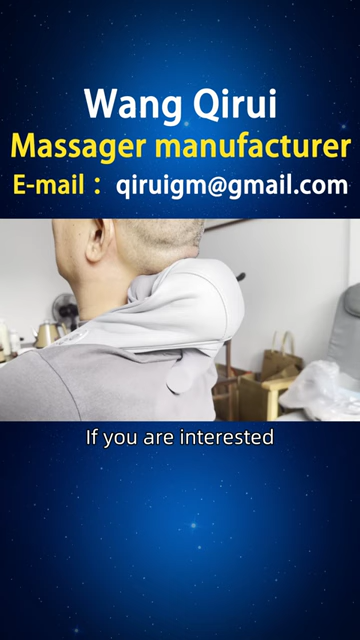 Wang Qirui
Massager manufacturer
E-mail： qiruigm@gmail.com
If you are interested